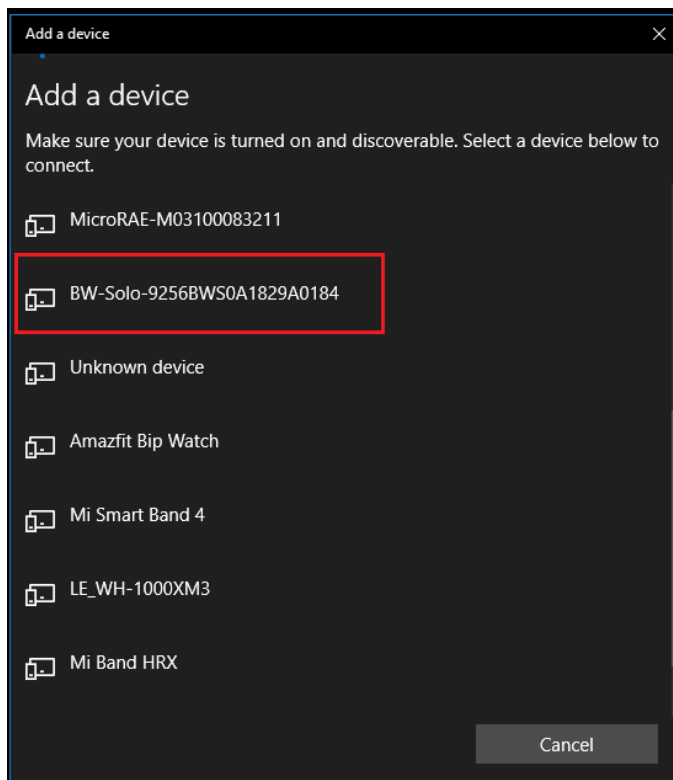 Add a device
Add a device
Make sure your device is turned on and discoverable. Select a device below to
connect.
MicroRAE-M03100083211
BW-Solo-9256BWS0A1829A0184
Unknown device
Amazfit Bip Watch
Mi Smart Band 4
LE_WH-1000XM3
Mi Band HRX
Cancel